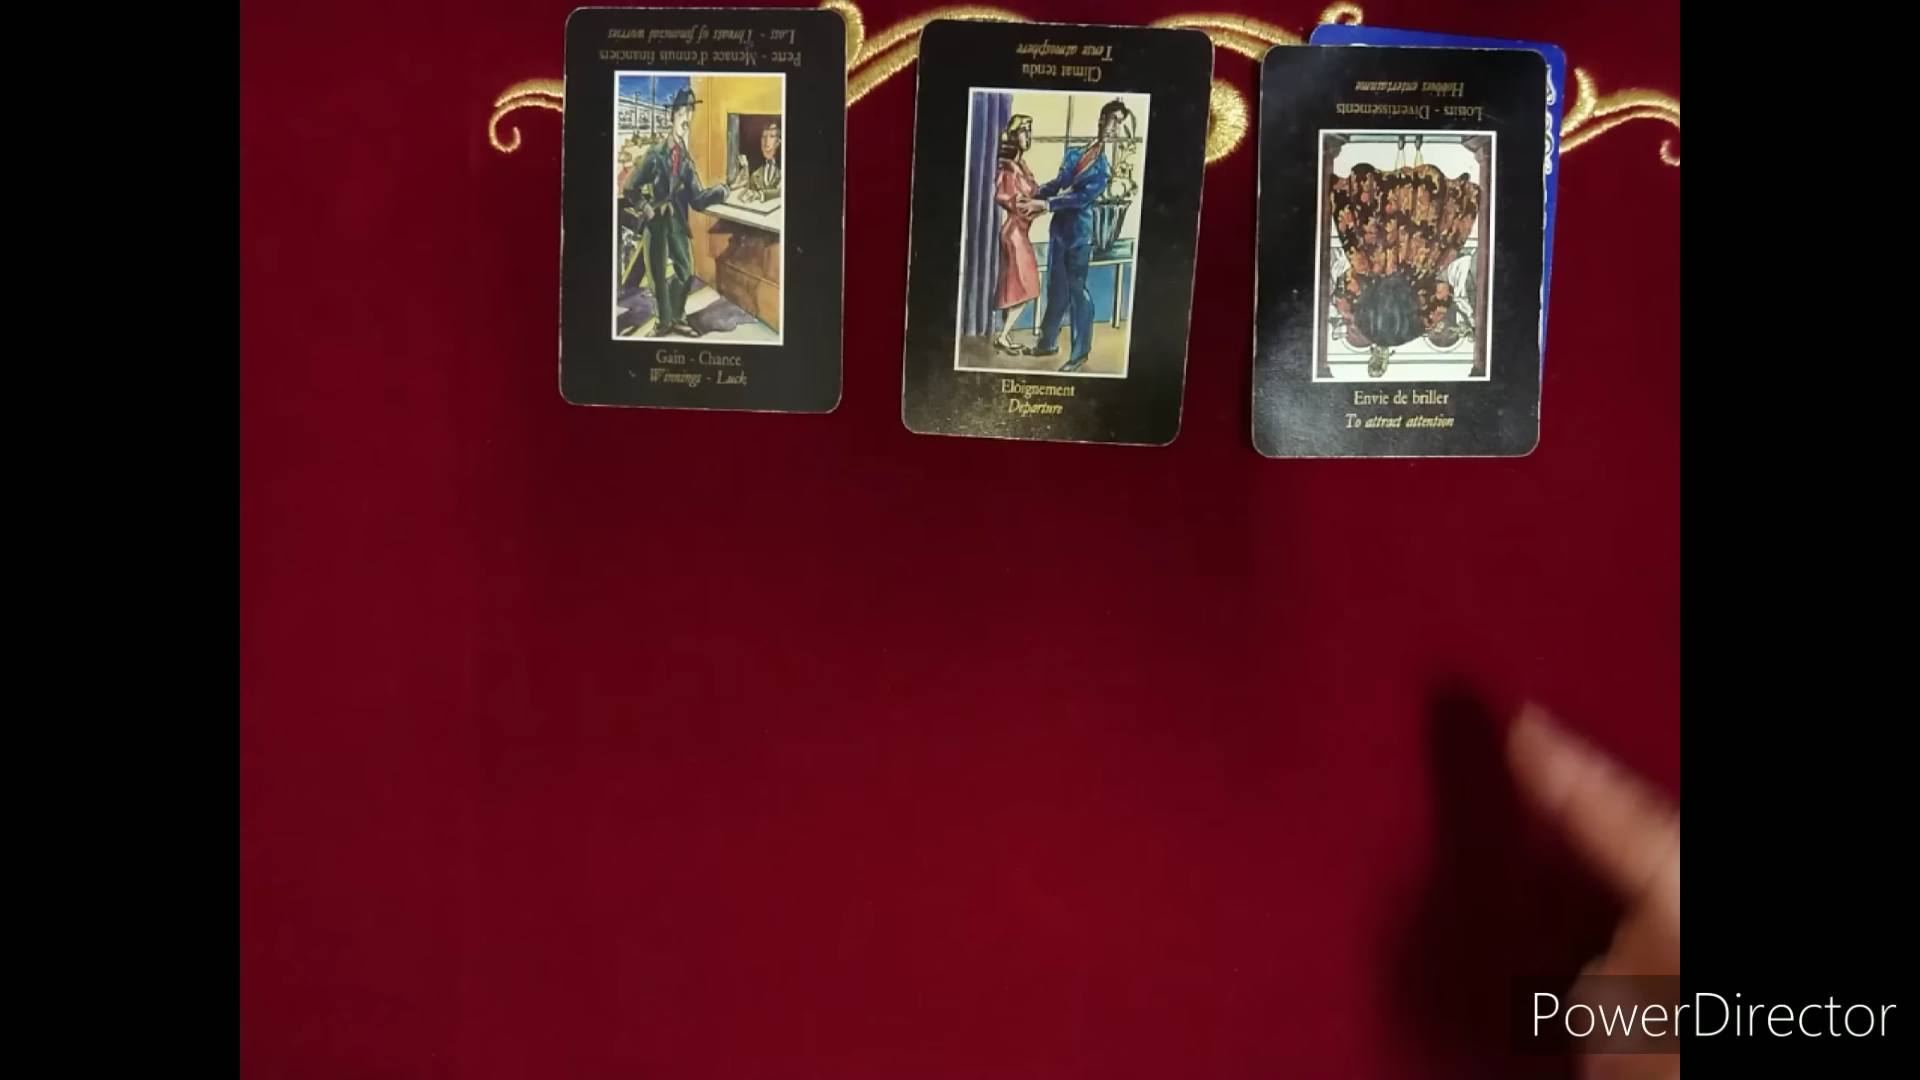 Loss - Threats of financial worries
Perte - Menace d'ennuis financiers
Gain - Chance
Winnings - Luck
Tense atmosphere
Climat tendu
Eloignement
Departure
Hobbies entertainme
Loisirs - Divertissements
Envie de briller
To attract attention
PowerDirector